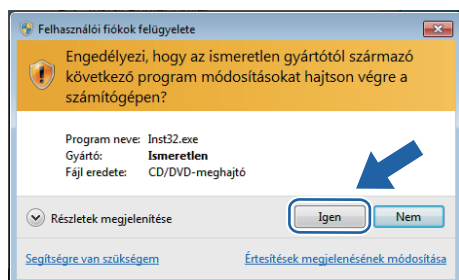 Felhasználói fiókok felügyelete
Engedélyezi, hogy az ismeretlen gyártótól származó
következő program módosításokat hajtson végre a
számítógépen?
Program neve: Inst32.exe
Gyártó: Ismeretlen
Fájl eredete: CD/DVD-meghajtó
Részletek megjelenítése
Igen
Nem
Segítségre van szükségem
Értesítések megjelenésének módosítása